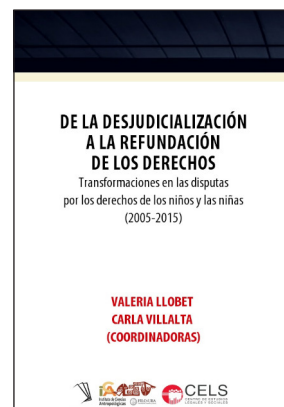 DE LA DESJUDICIALIZACIÓN
A LA REFUNDACIÓN
DE LOS DERECHOS
Transformaciones en las disputas
por los derechos de los niños y las niñas
(2005-2015)
VALERIA LLOBET
CARLA VILLALTA
(COORDINADORAS)
CELS